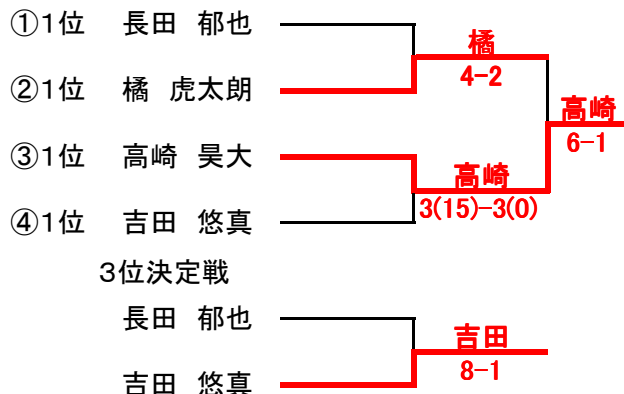 ①1位 長田 郁也
橘
4-2
②1位 橘 虎太朗
高崎
6-1
③1位 高崎 昊大
高崎
3(15)-3(0)
④1位 吉田 悠真
3位決定戦
長田 郁也
吉田
8-1
吉田 悠真